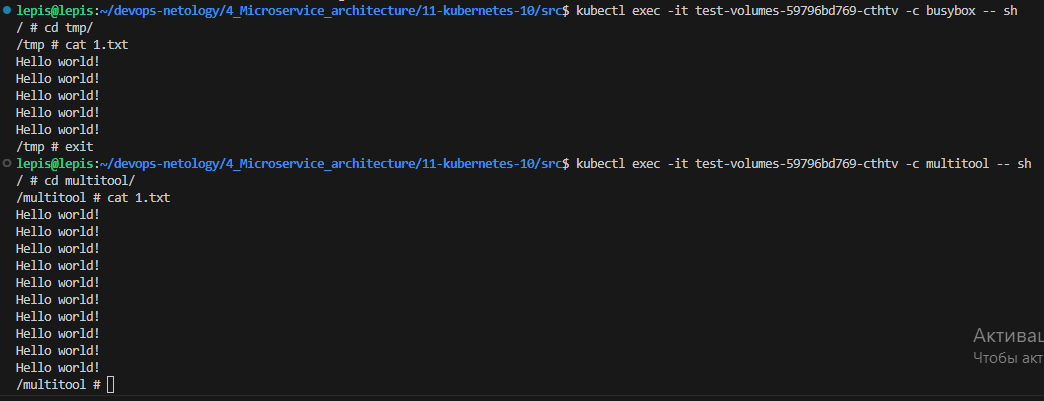 lepis@lepis:~/devops-netology/4_Microservice_architecture/11-kubernetes-10/src$ kubectl exec -it test-volumes-59796bd769-cthtv -c busybox -- sh
/ # cd tmp/
/tmp # cat 1.txt
Hello world!
Hello world!
Hello world!
Hello world!
Hello world!
/tmp # exit
lepis@lepis:~/devops-netology/4_Microservice_architecture/11-kubernetes-10/src$ kubectl exec -it test-volumes-59796bd769-cthtv -c multitool -- sh
/ # cd multitool/
/multitool # cat 1.txt
Hello world!
Hello world!
Hello world!
Hello world!
Hello world!
Hello world!
Hello world!
Hello world!
Hello world!
Hello world!
/multitool #
Активац
Чтобы акт